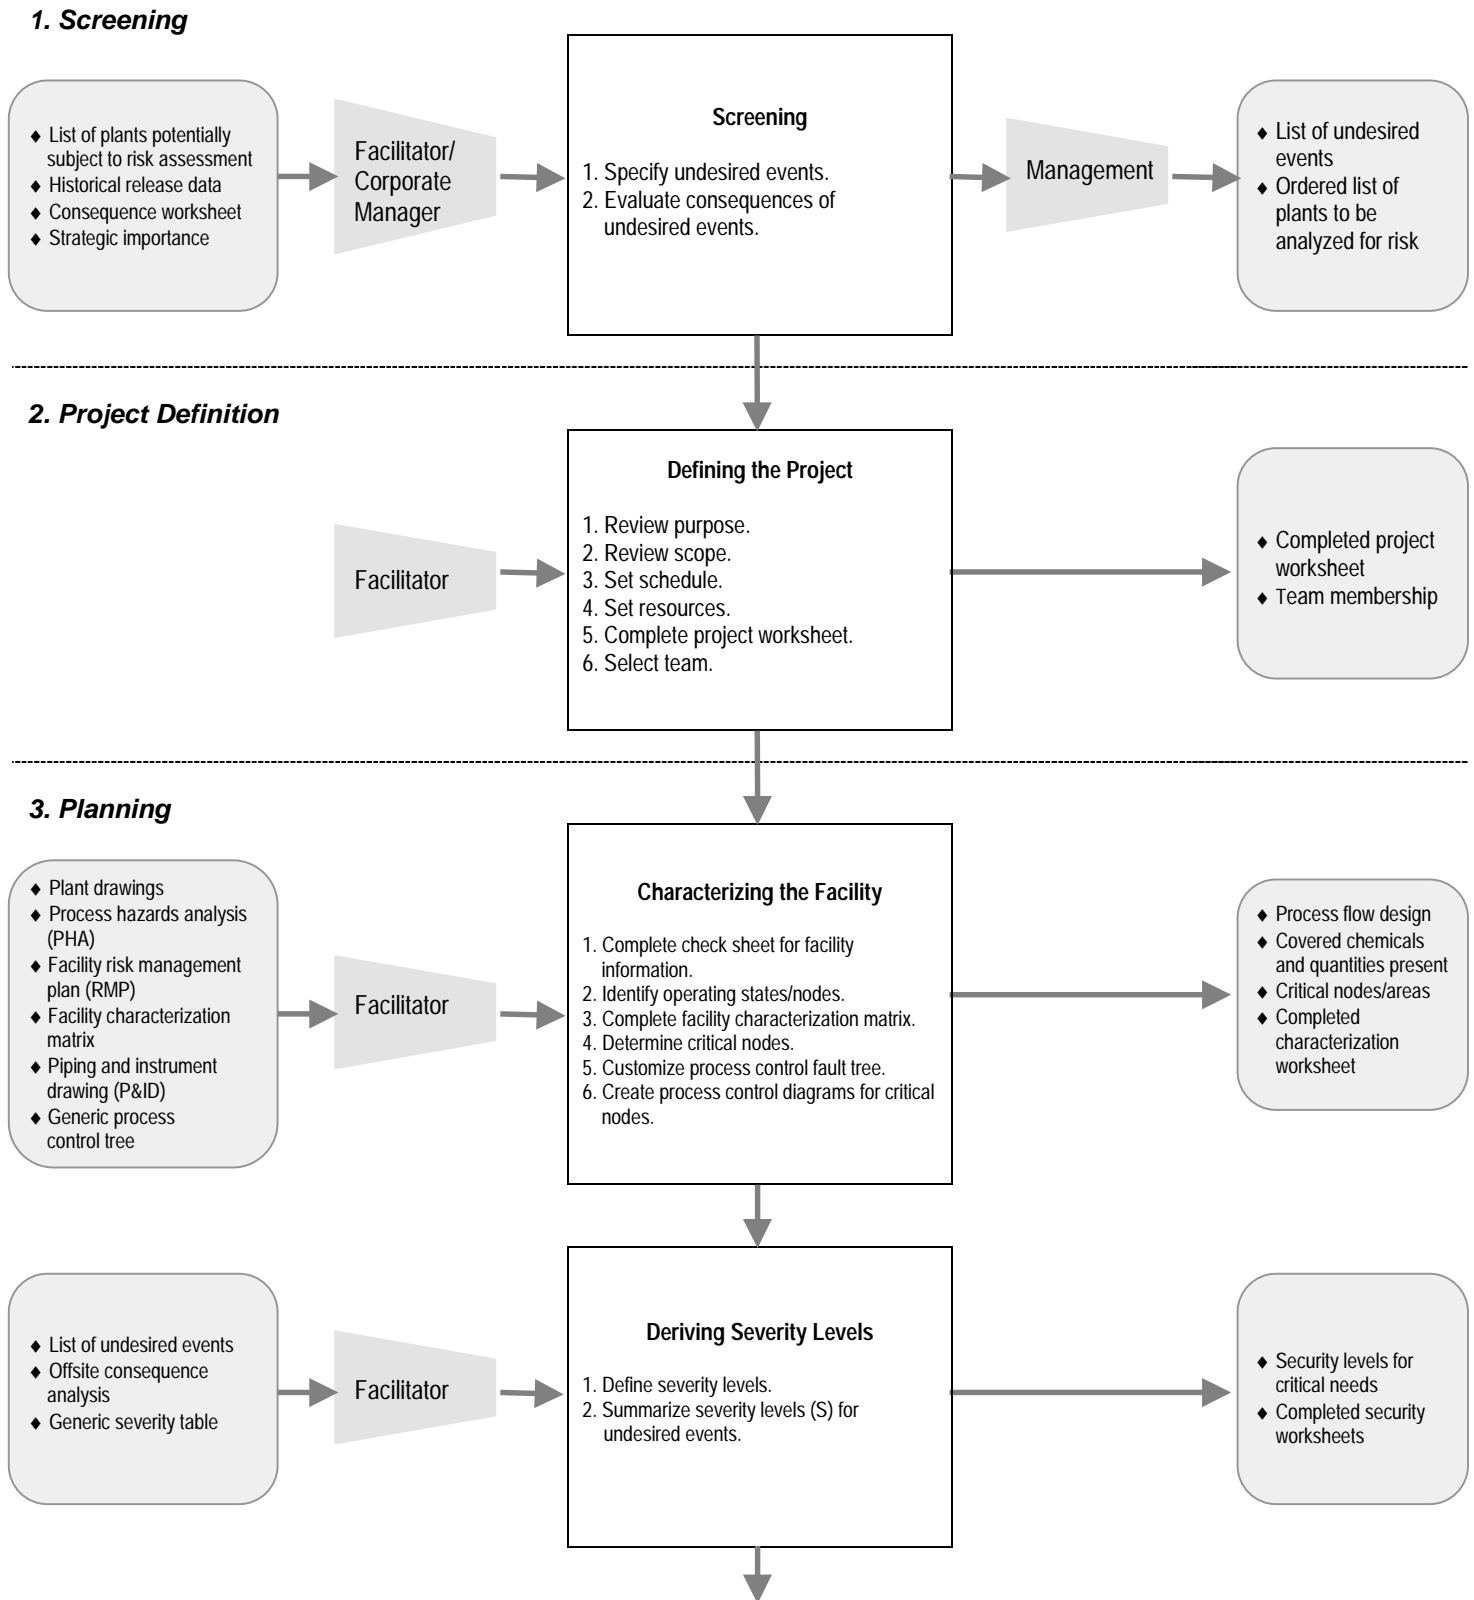 1. Screening
♦ List of plants potentially
subject to risk assessment
♦ Historical release data
♦ Consequence worksheet
♦ Strategic importance
Facilitator/
Corporate
Manager
Screening
1. Specify undesired events.
2. Evaluate consequences of
undesired events.
Management
♦ List of undesired
events
♦ Ordered list of
plants to be
analyzed for risk
2. Project Definition
Facilitator
Defining the Project
1. Review purpose.
2. Review scope.
3. Set schedule.
4. Set resources.
5. Complete project worksheet.
6. Select team.
♦ Completed project
worksheet
♦ Team membership
3. Planning
♦ Plant drawings
♦ Process hazards analysis
(PHA)
♦ Facility risk management
plan (RMP)
♦ Facility characterization
matrix
♦ Piping and instrument
drawing (P&ID)
♦ Generic process
control tree
Facilitator
Characterizing the Facility
1. Complete check sheet for facility
information.
2. Identify operating states/nodes.
3. Complete facility characterization matrix.
4. Determine critical nodes.
5. Customize process control fault tree.
6. Create process control diagrams for critical
nodes.
♦ Process flow design
♦ Covered chemicals
and quantities present
♦ Critical nodes/areas
♦ Completed
characterization
worksheet
♦ List of undesired events
♦ Offsite consequence
analysis
♦ Generic severity table
Facilitator
Deriving Severity Levels
1. Define severity levels.
2. Summarize severity levels (S) for
undesired events.
♦ Security levels for
critical needs
♦ Completed security
worksheets